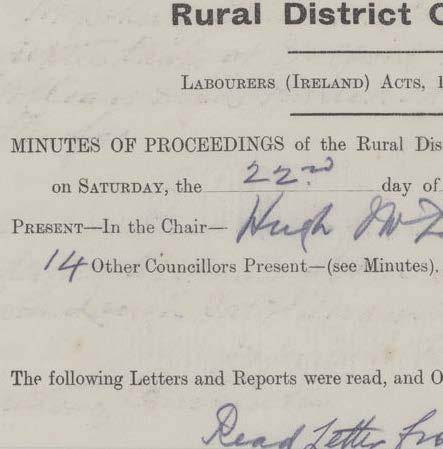 Rural District
LABOURERS (IRELAND) ACTS, 1
MINUTES OF PROCEEDINGS of the Rural Dis
on SATURDAY, the 22nd day of
PRESENT—In the Chair— Hugh
14 Other Councillors Present—(see Minutes).
The following Letters and Reports were read, and O
Read Letter fro